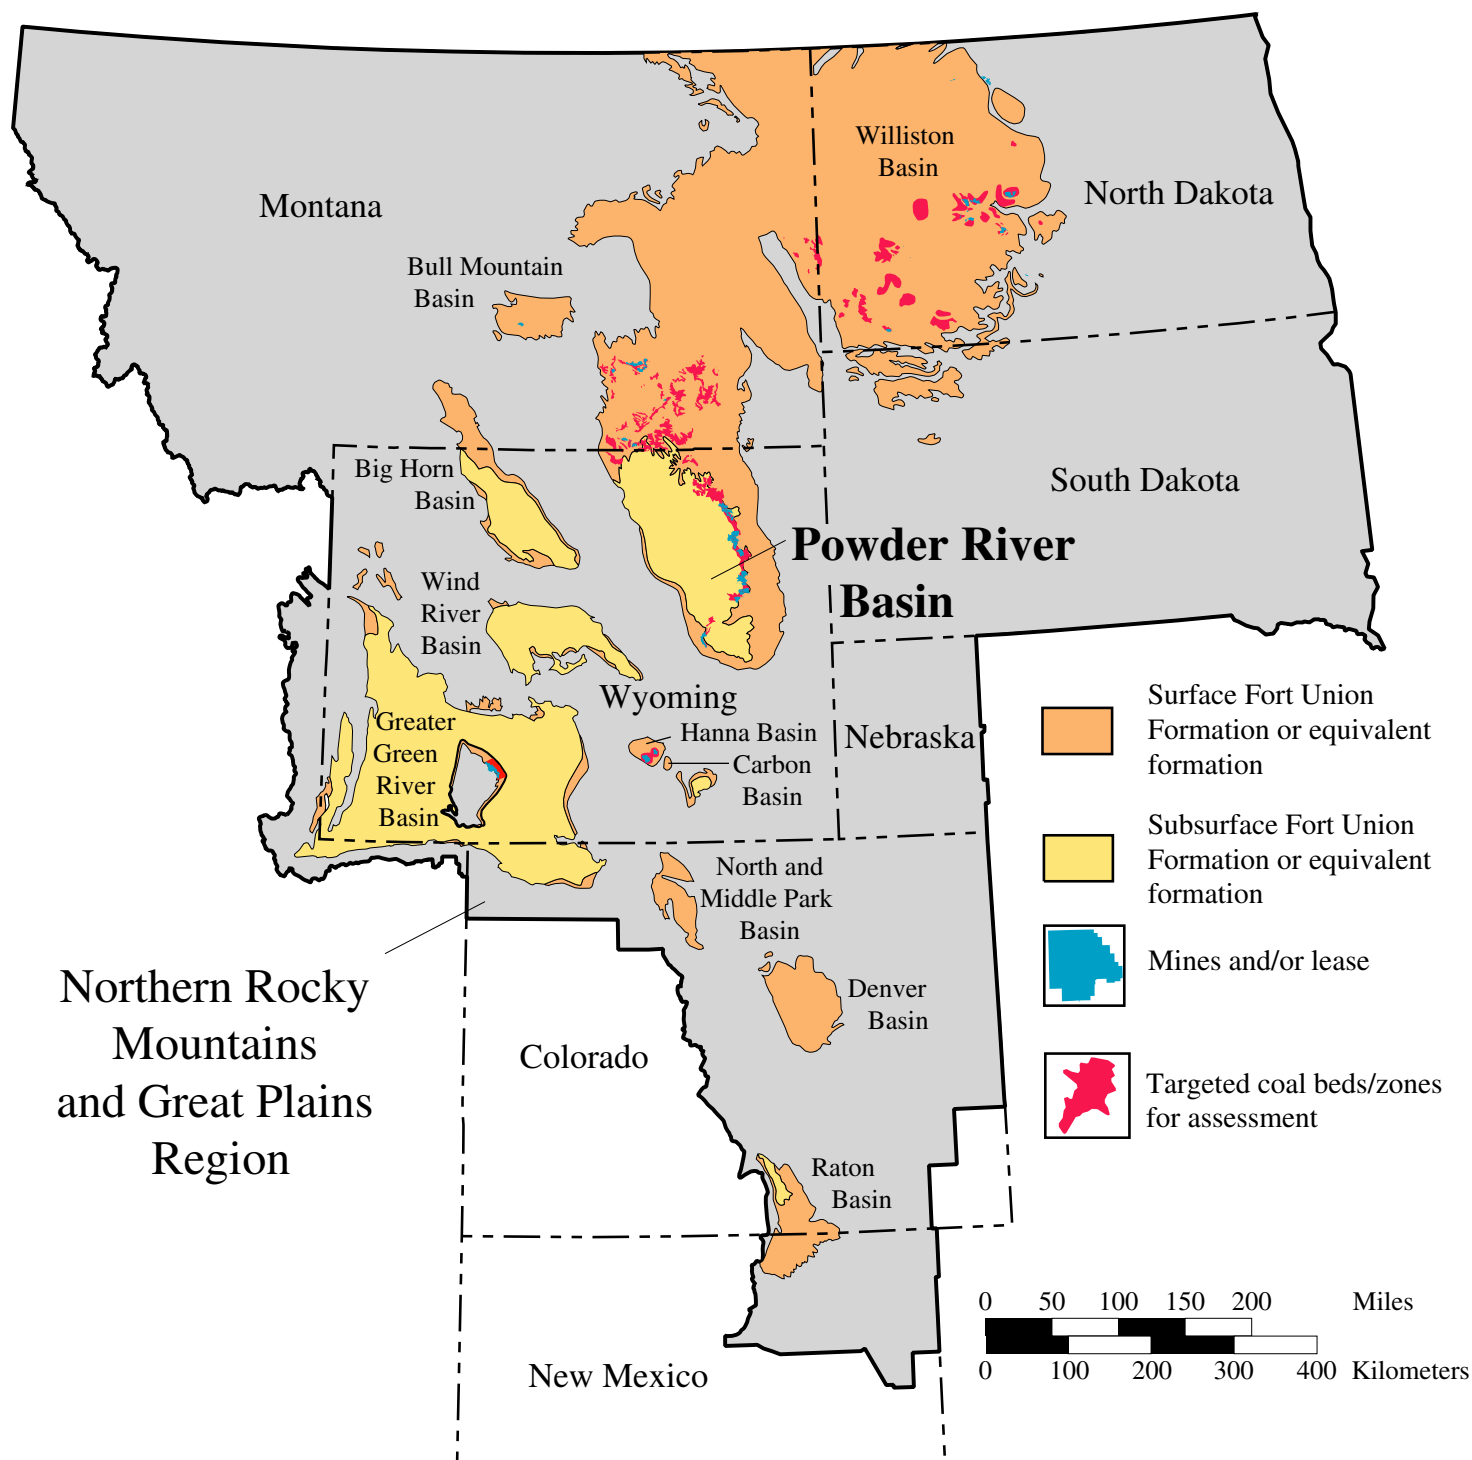 Williston
Basin
North Dakota
Montana
Bull Mountain
Basin
Big Horn
Basin
South Dakota
Powder River
Basin
Wind
River
Basin
Wyoming
Greater
Green
River
Basin
Hanna Basin
Carbon
Basin
Nebraska
North and
Middle Park
Basin
Denver
Basin
Northern Rocky
Mountains
and Great Plains
Region
Colorado
Raton
Basin
New Mexico
Surface Fort Union
Formation or equivalent
formation
Subsurface Fort Union
Formation or equivalent
formation
Mines and/or lease
Targeted coal beds/zones
for assessment
0 50 100 150 200 Miles
0 100 200 300 400 Kilometers